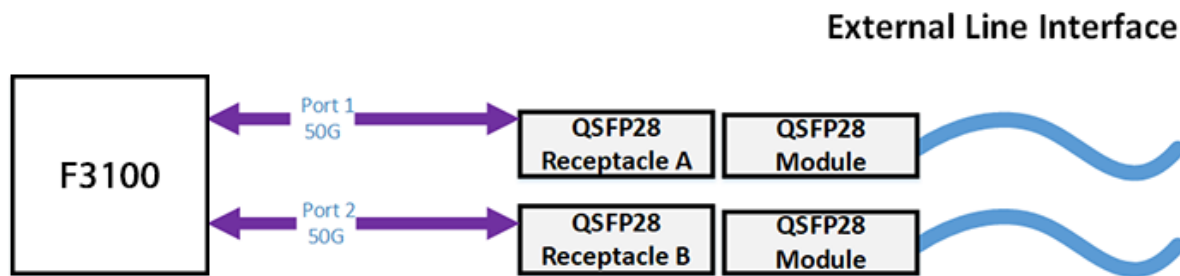 External Line Interface
F3100
Port 1
50G
QSFP28
Receptacle A
QSFP28
Module
Port 2
50G
QSFP28
Receptacle B
QSFP28
Module